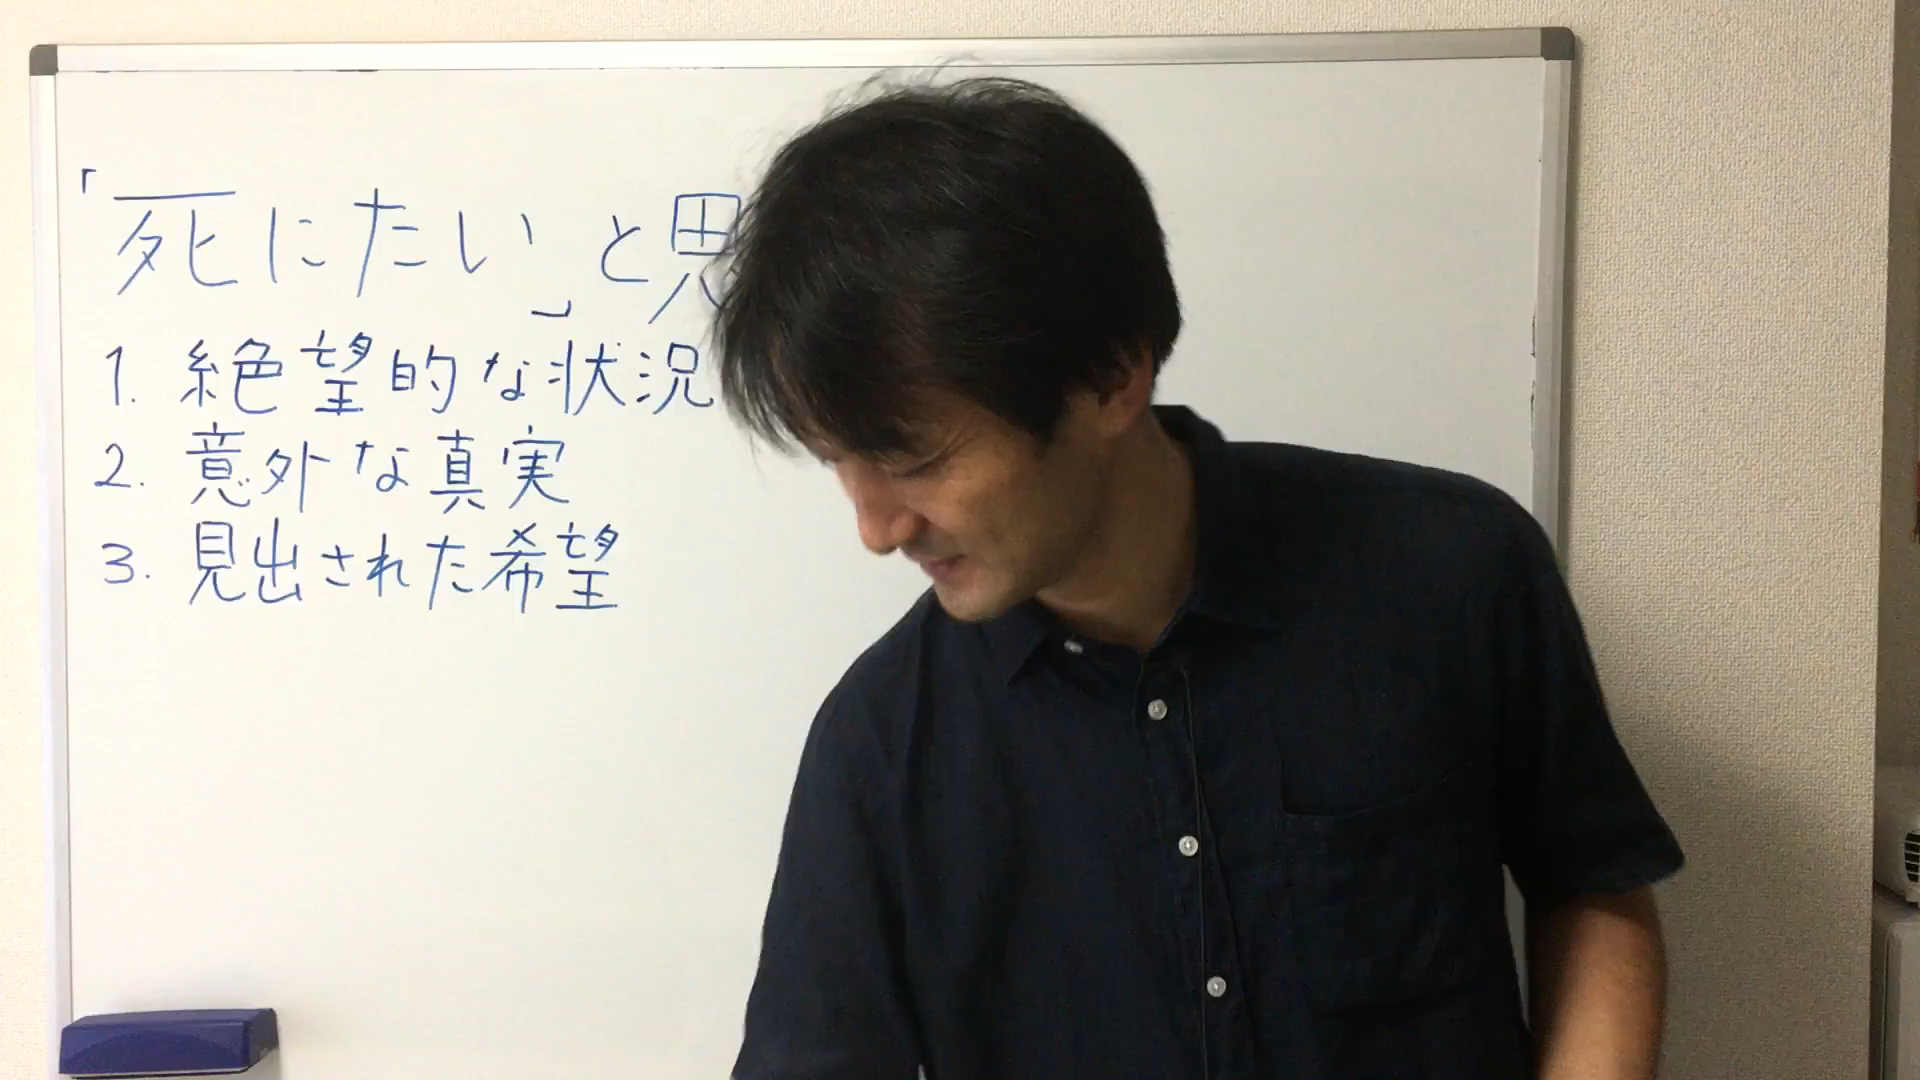 「死にたい」と思
1. 絶望的な状況
2. 意外な真実
3. 見出された希望